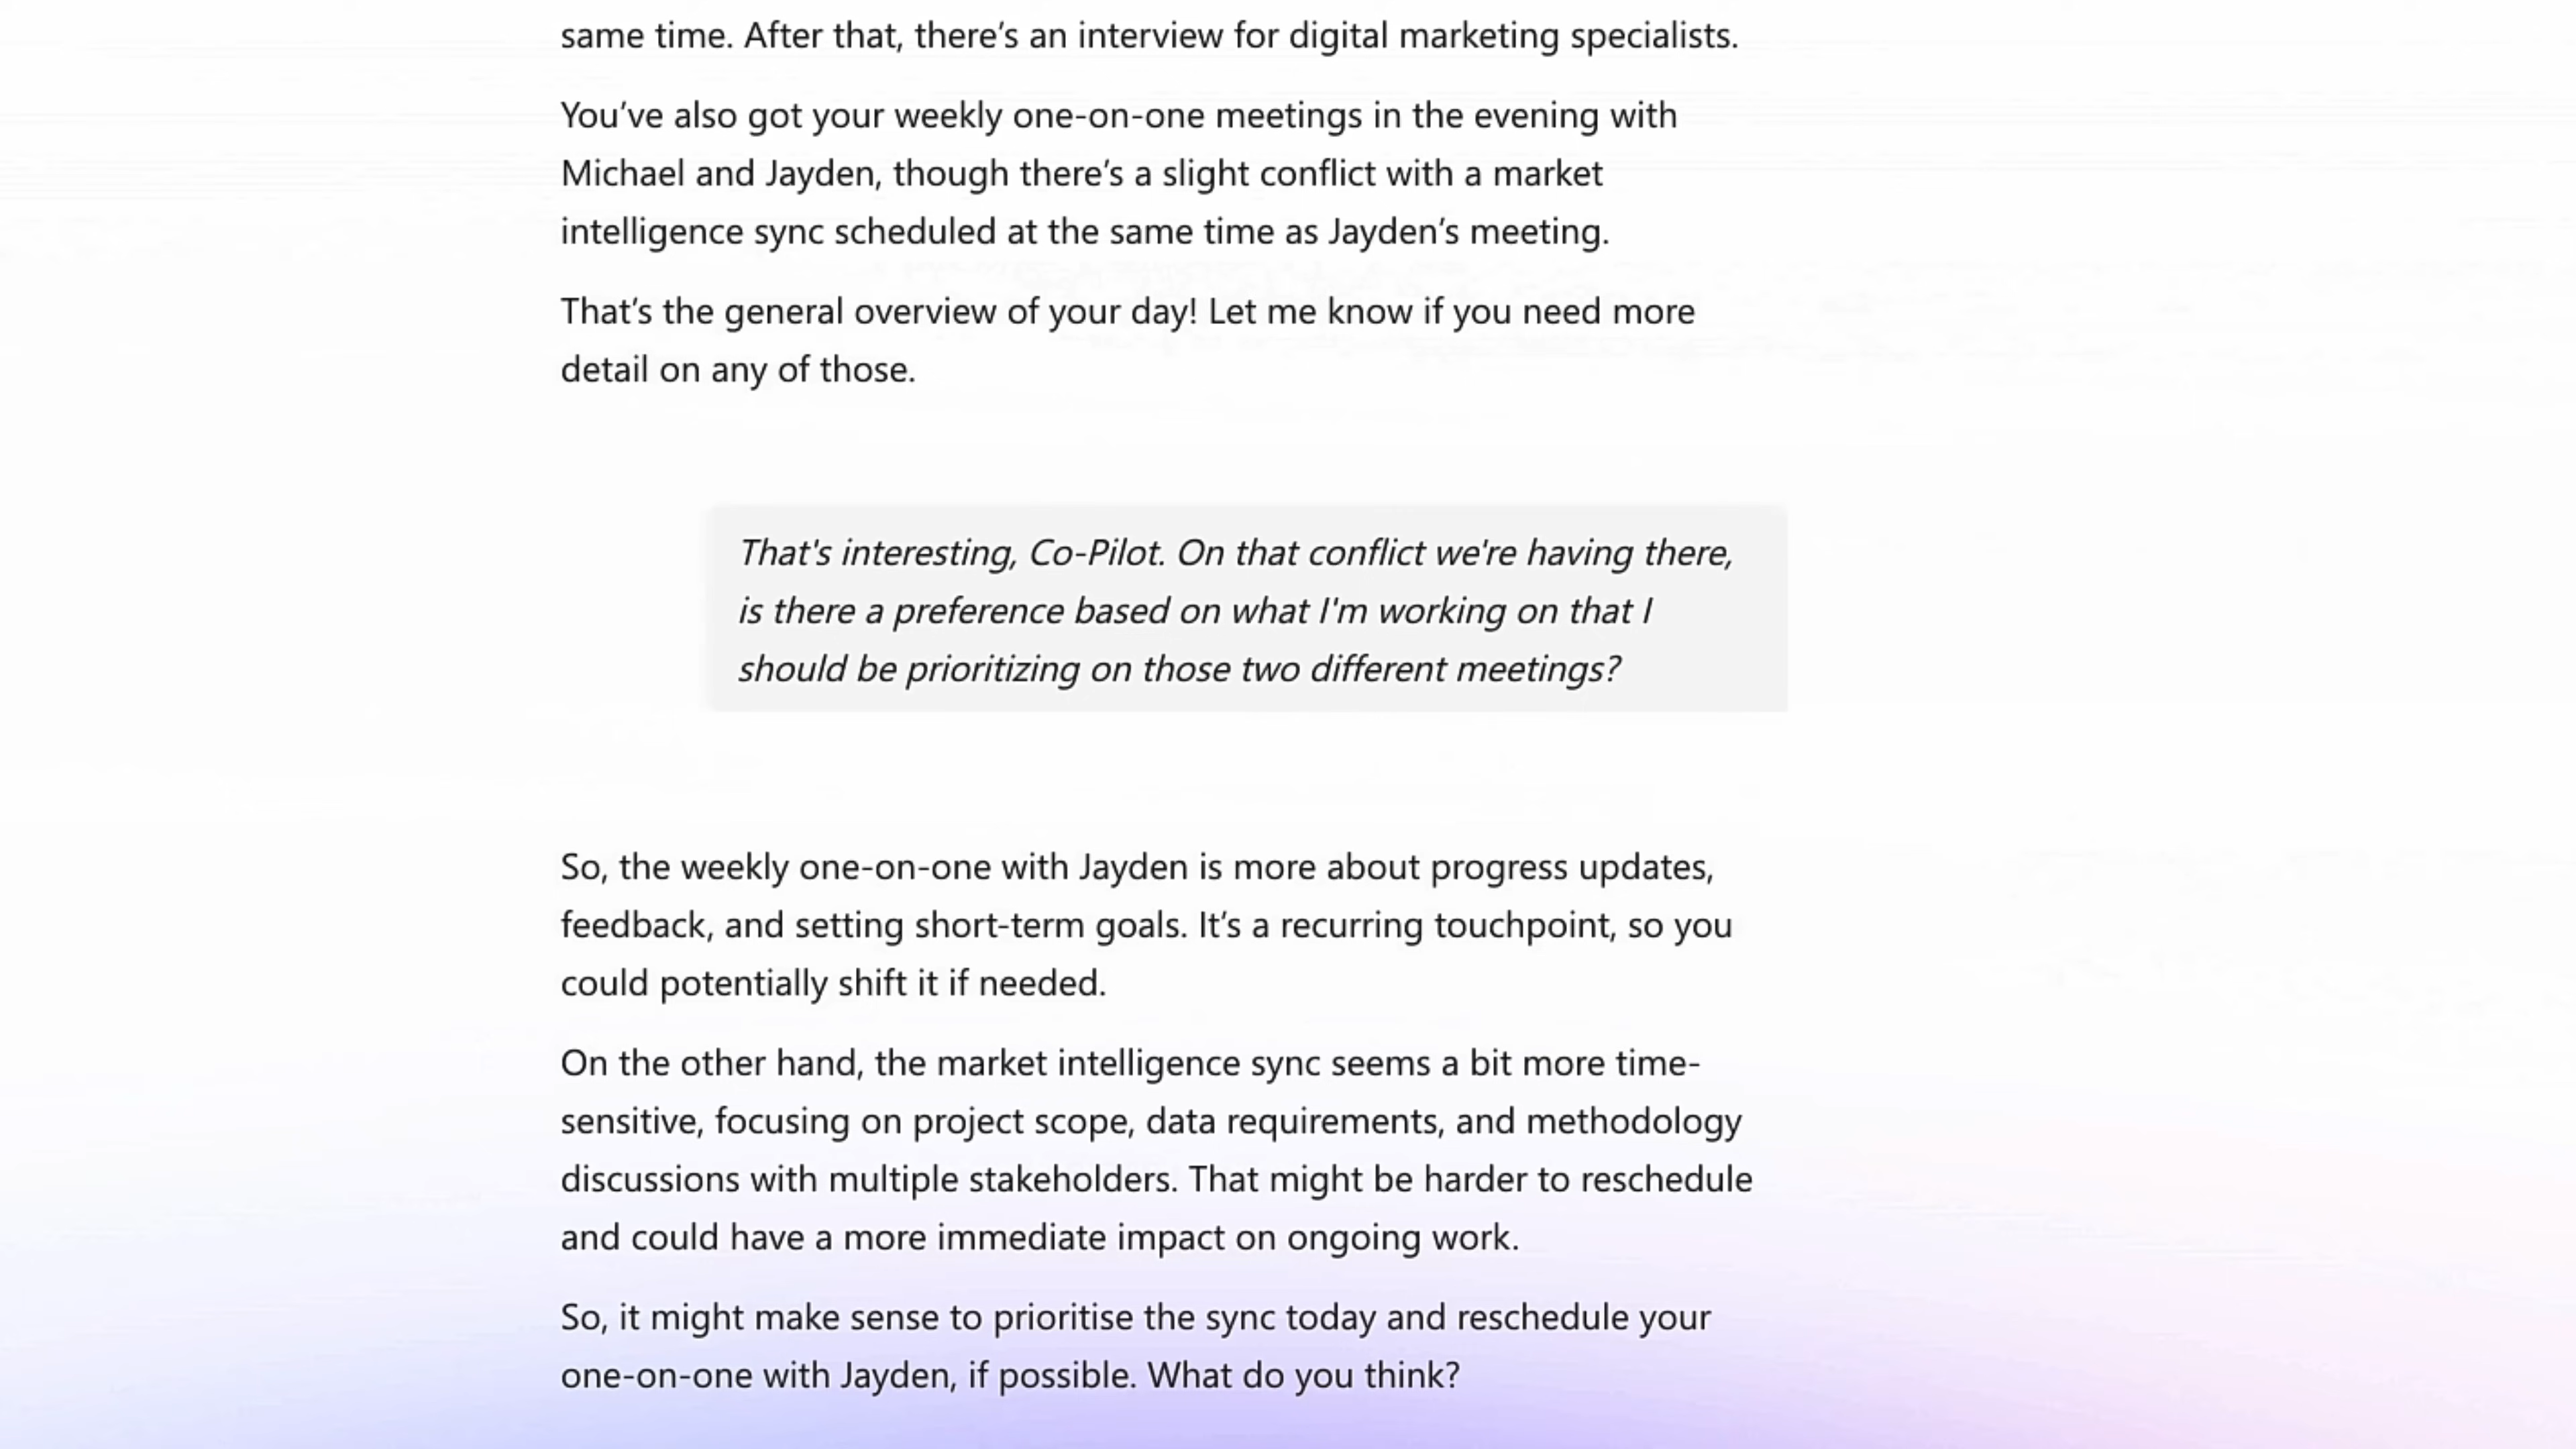 same time. After that, there’s an interview for digital marketing specialists.
You’ve also got your weekly one-on-one meetings in the evening with
Michael and Jayden, though there’s a slight conflict with a market
intelligence sync scheduled at the same time as Jayden’s meeting.
That’s the general overview of your day! Let me know if you need more
detail on any of those.
That's interesting, Co-Pilot. On that conflict we're having there,
is there a preference based on what I'm working on that I
should be prioritizing on those two different meetings?
So, the weekly one-on-one with Jayden is more about progress updates,
feedback, and setting short-term goals. It’s a recurring touchpoint, so you
could potentially shift it if needed.
On the other hand, the market intelligence sync seems a bit more time-
sensitive, focusing on project scope, data requirements, and methodology
discussions with multiple stakeholders. That might be harder to reschedule
and could have a more immediate impact on ongoing work.
So, it might make sense to prioritise the sync today and reschedule your
one-on-one with Jayden, if possible. What do you think?